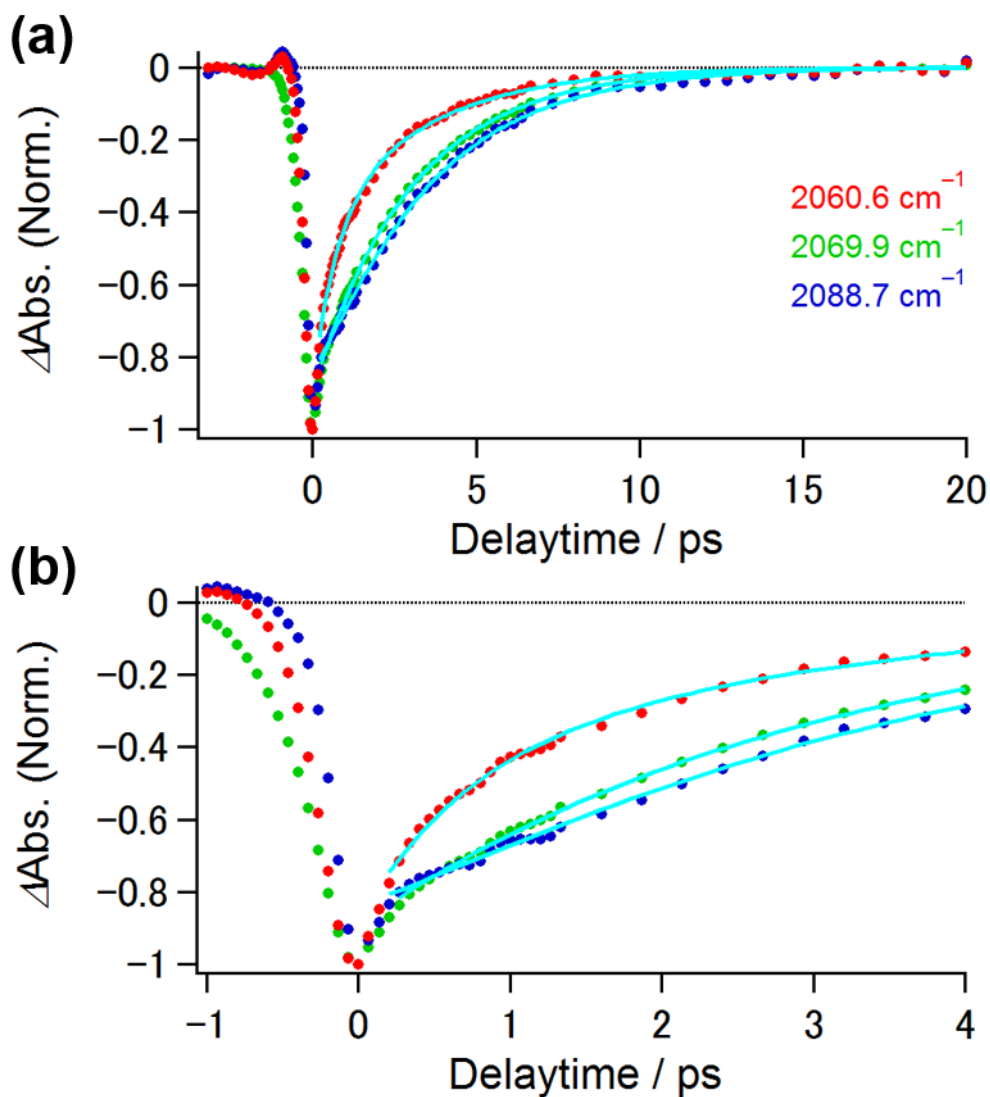 (a)
0
−0.2
−0.4
−0.6
−0.8
−1
ΔAbs. (Norm.)
2060.6 cm⁻¹
2069.9 cm⁻¹
2088.7 cm⁻¹
0 5 10 15 20
Delaytime / ps
(b)
0
−0.2
−0.4
−0.6
−0.8
−1
ΔAbs. (Norm.)
−1 0 1 2 3 4
Delaytime / ps